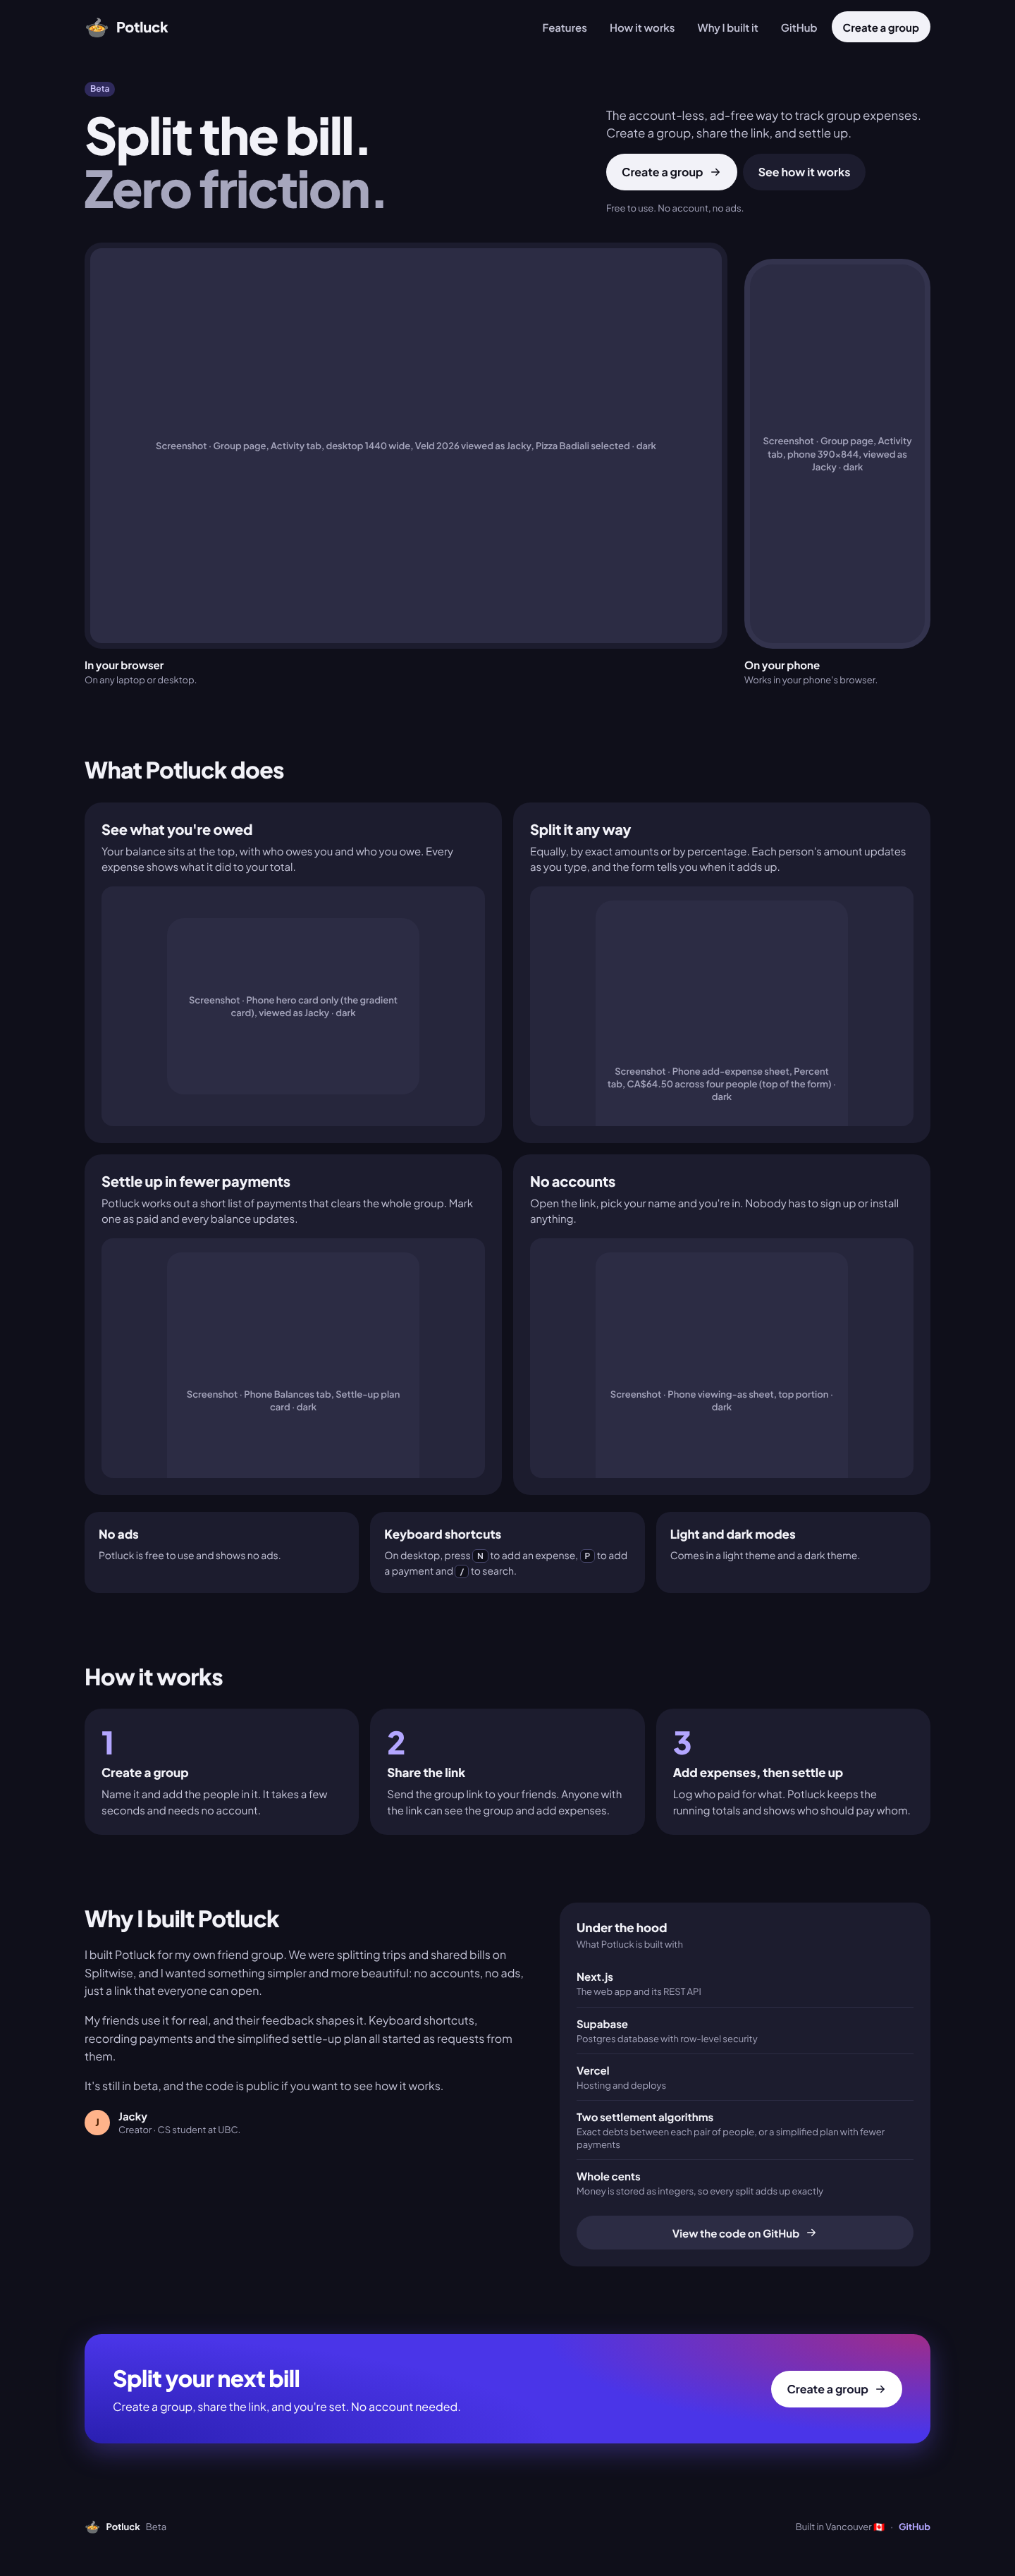 🍲 Potluck
Features
How it works
Why I built it
GitHub
Create a group
Beta
Split the bill.
Zero friction.
The account-less, ad-free way to track group expenses.
Create a group, share the link, and settle up.
Create a group →
See how it works
Free to use. No account, no ads.
Screenshot · Group page, Activity tab, desktop 1440 wide, Veld 2026 viewed as Jacky, Pizza Badiali selected · dark
Screenshot · Group page, Activity
tab, phone 390×844, viewed as
Jacky · dark
In your browser
On any laptop or desktop.
On your phone
Works in your phone's browser.
What Potluck does
See what you're owed
Your balance sits at the top, with who owes you and who you owe. Every
expense shows what it did to your total.
Screenshot · Phone hero card only (the gradient
card), viewed as Jacky · dark
Split it any way
Equally, by exact amounts or by percentage. Each person's amount updates
as you type, and the form tells you when it adds up.
Screenshot · Phone add-expense sheet, Percent
tab, CA$64.50 across four people (top of the form) ·
dark
Settle up in fewer payments
Potluck works out a short list of payments that clears the whole group. Mark
one as paid and every balance updates.
Screenshot · Phone Balances tab, Settle-up plan
card · dark
No accounts
Open the link, pick your name and you're in. Nobody has to sign up or install
anything.
Screenshot · Phone viewing-as sheet, top portion ·
dark
No ads
Potluck is free to use and shows no ads.
Keyboard shortcuts
On desktop, press N to add an expense, P to add
a payment and / to search.
Light and dark modes
Comes in a light theme and a dark theme.
How it works
1
Create a group
Name it and add the people in it. It takes a few
seconds and needs no account.
2
Share the link
Send the group link to your friends. Anyone with
the link can see the group and add expenses.
3
Add expenses, then settle up
Log who paid for what. Potluck keeps the
running totals and shows who should pay whom.
Why I built Potluck
I built Potluck for my own friend group. We were splitting trips and shared bills on
Splitwise, and I wanted something simpler and more beautiful: no accounts, no ads,
just a link that everyone can open.
My friends use it for real, and their feedback shapes it. Keyboard shortcuts,
recording payments and the simplified settle-up plan all started as requests from
them.
It's still in beta, and the code is public if you want to see how it works.
J
Jacky
Creator · CS student at UBC.
Under the hood
What Potluck is built with
Next.js
The web app and its REST API
Supabase
Postgres database with row-level security
Vercel
Hosting and deploys
Two settlement algorithms
Exact debts between each pair of people, or a simplified plan with fewer
payments
Whole cents
Money is stored as integers, so every split adds up exactly
View the code on GitHub →
Split your next bill
Create a group, share the link, and you're set. No account needed.
Create a group →
🍲 Potluck Beta
Built in Vancouver 🇨🇦 · GitHub